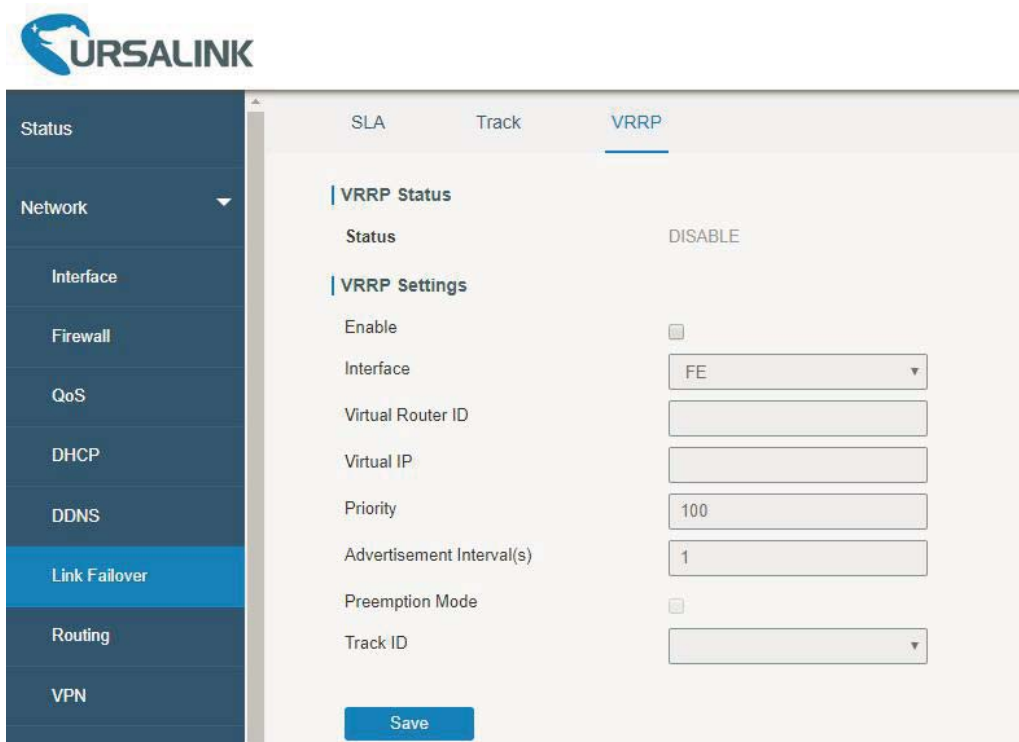 URSALINK
Status
Network
Interface
Firewall
QoS
DHCP
DDNS
Link Failover
Routing
VPN
SLA Track VRRP
VRRP Status
Status DISABLE
VRRP Settings
Enable
Interface FE
Virtual Router ID
Virtual IP
Priority 100
Advertisement Interval(s) 1
Preemption Mode
Track ID
Save